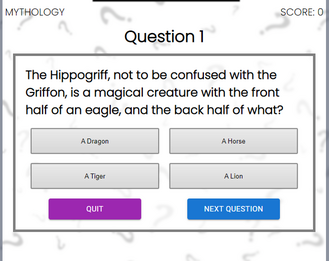 MYTHOLOGY SCORE: 0
Question 1
The Hippogriff, not to be confused with the
Griffon, is a magical creature with the front
half of an eagle, and the back half of what?
A Dragon A Horse
A Tiger A Lion
QUIT NEXT QUESTION